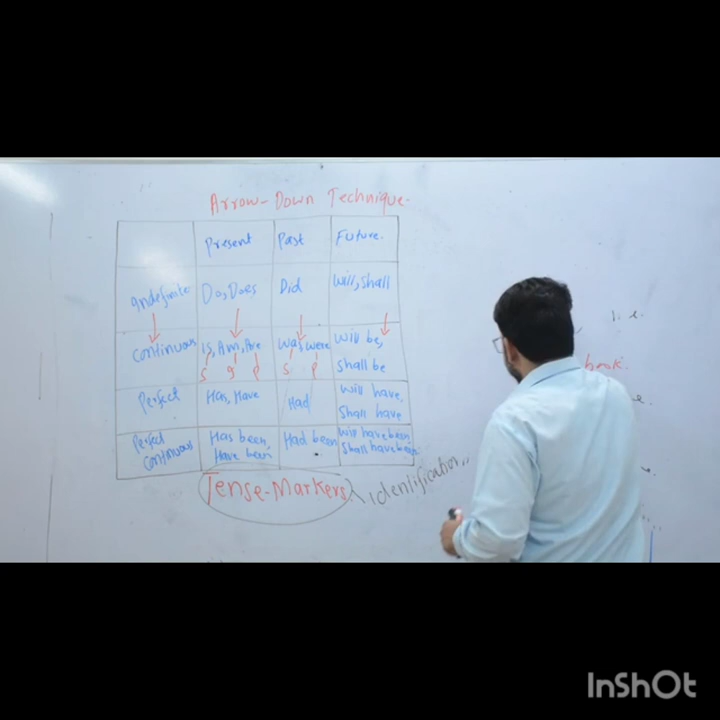 Arrow-Down Technique.
Present Past Future.
Indefinite Do, Does Did Will, Shall
Continuous Is, Am, Are Was were Will be,
Shall be
S I P S P
Perfect Has, Have Had Will have,
Shall have
Perfect Continuous Has been, Have been Had been Will have been, Shall have been
Tense-Markers
identification
book.
InShOt